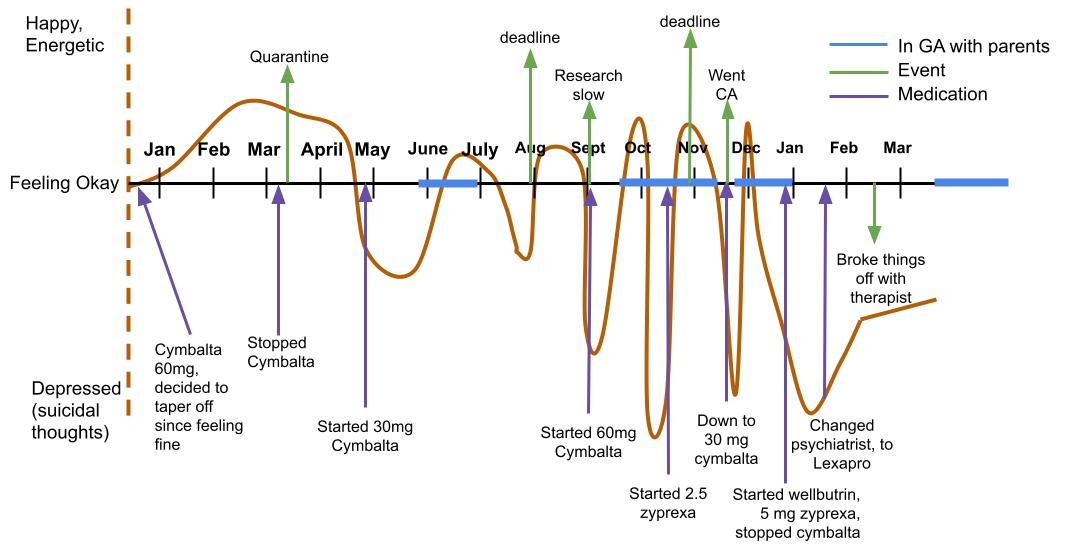 Happy,
Energetic
deadline
deadline
Quarantine
Research
slow
Went
CA
In GA with parents
Event
Medication
Jan
Feb
Mar
April
May
June
July
Aug
Sept
Oct
Nov
Dec
Jan
Feb
Mar
Feeling Okay
Broke things
off with
therapist
Cymbalta
60mg,
decided to
taper off
since feeling
fine
Stopped
Cymbalta
Depressed
(suicidal
thoughts)
Started 30mg
Cymbalta
Started 60mg
Cymbalta
Down to
30 mg
cymbalta
Changed
psychiatrist, to
Lexapro
Started 2.5
zyprexa
Started wellbutrin,
5 mg zyprexa,
stopped cymbalta